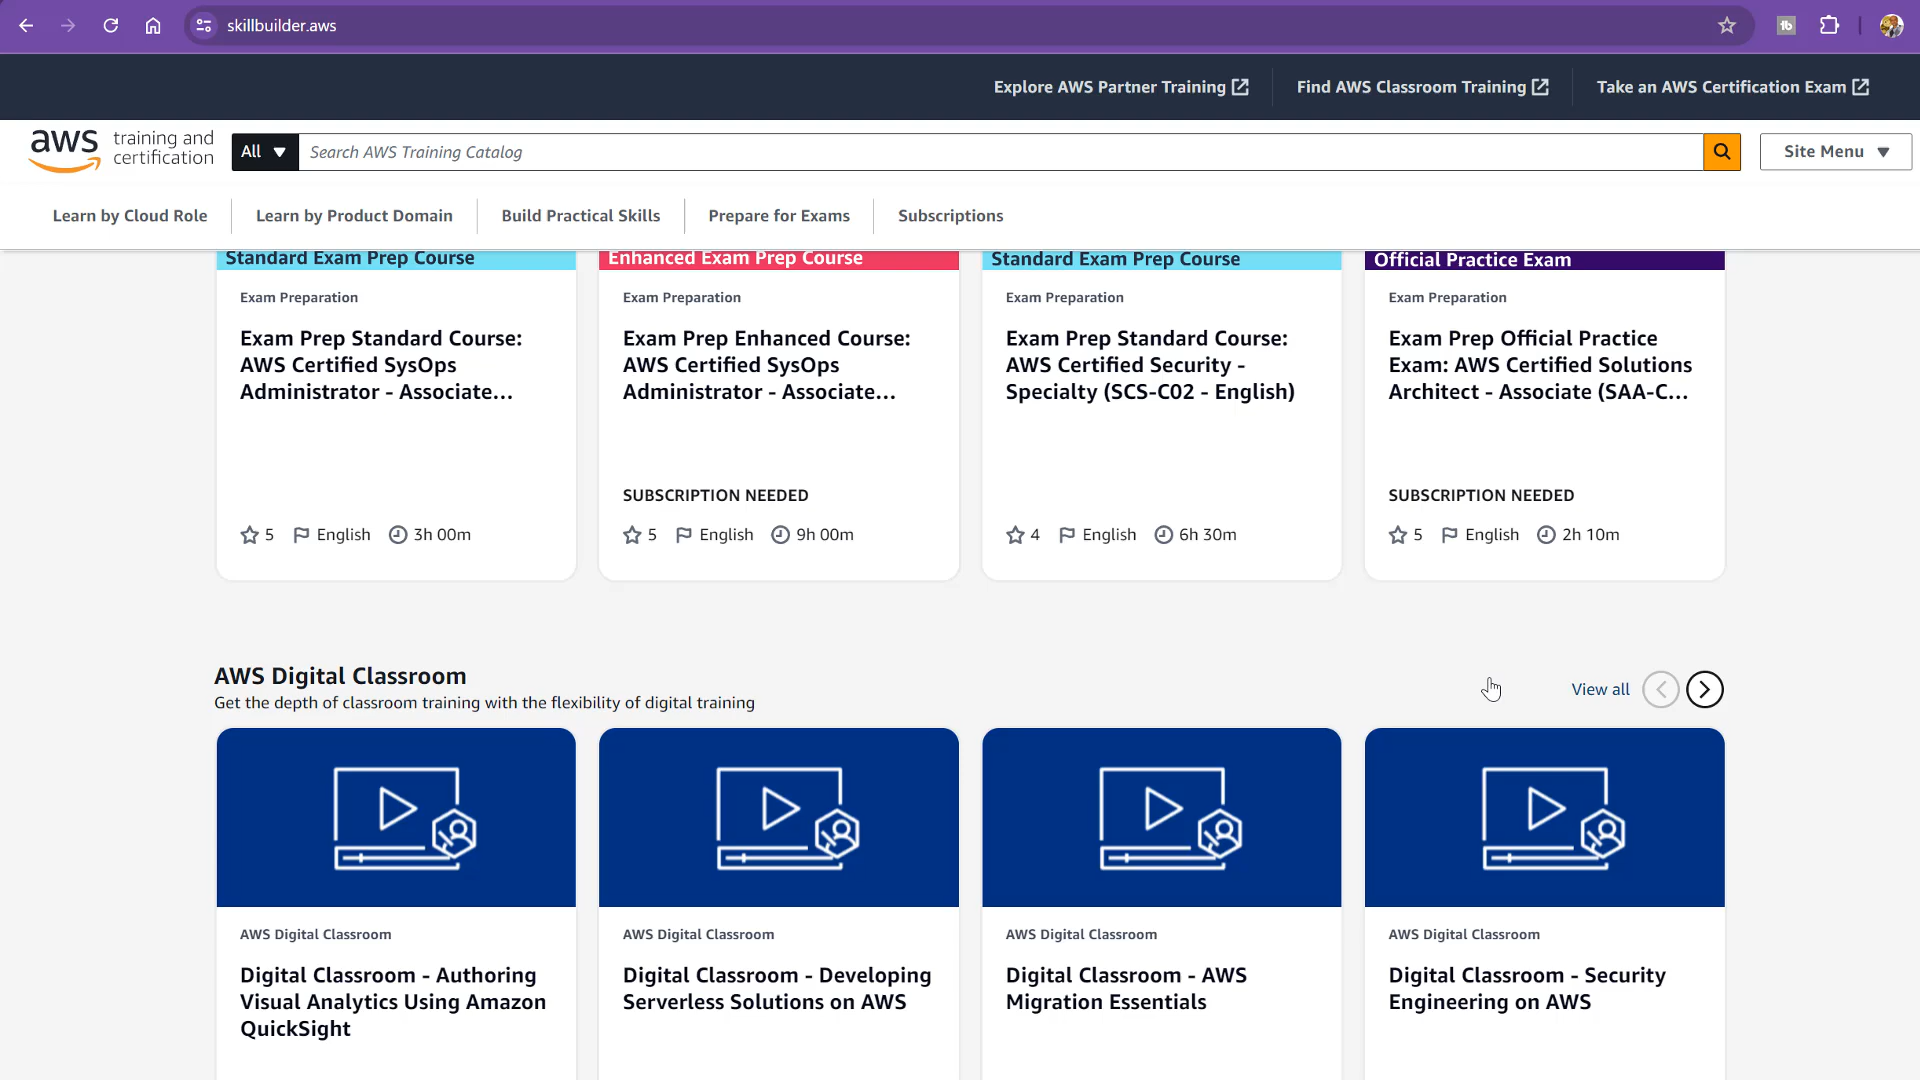 skillbuilder.aws
Explore AWS Partner Training
Find AWS Classroom Training
Take an AWS Certification Exam
aws training and certification
All
Search AWS Training Catalog
Site Menu
Learn by Cloud Role
Learn by Product Domain
Build Practical Skills
Prepare for Exams
Subscriptions
Standard Exam Prep Course
Exam Preparation
Exam Prep Standard Course:
AWS Certified SysOps
Administrator - Associate...
5 English 3h 00m
Enhanced Exam Prep Course
Exam Preparation
Exam Prep Enhanced Course:
AWS Certified SysOps
Administrator - Associate...
SUBSCRIPTION NEEDED
5 English 9h 00m
Standard Exam Prep Course
Exam Preparation
Exam Prep Standard Course:
AWS Certified Security -
Specialty (SCS-C02 - English)
4 English 6h 30m
Official Practice Exam
Exam Preparation
Exam Prep Official Practice
Exam: AWS Certified Solutions
Architect - Associate (SAA-C...
SUBSCRIPTION NEEDED
5 English 2h 10m
AWS Digital Classroom
Get the depth of classroom training with the flexibility of digital training
View all
AWS Digital Classroom
Digital Classroom - Authoring
Visual Analytics Using Amazon
QuickSight
AWS Digital Classroom
Digital Classroom - Developing
Serverless Solutions on AWS
AWS Digital Classroom
Digital Classroom - AWS
Migration Essentials
AWS Digital Classroom
Digital Classroom - Security
Engineering on AWS